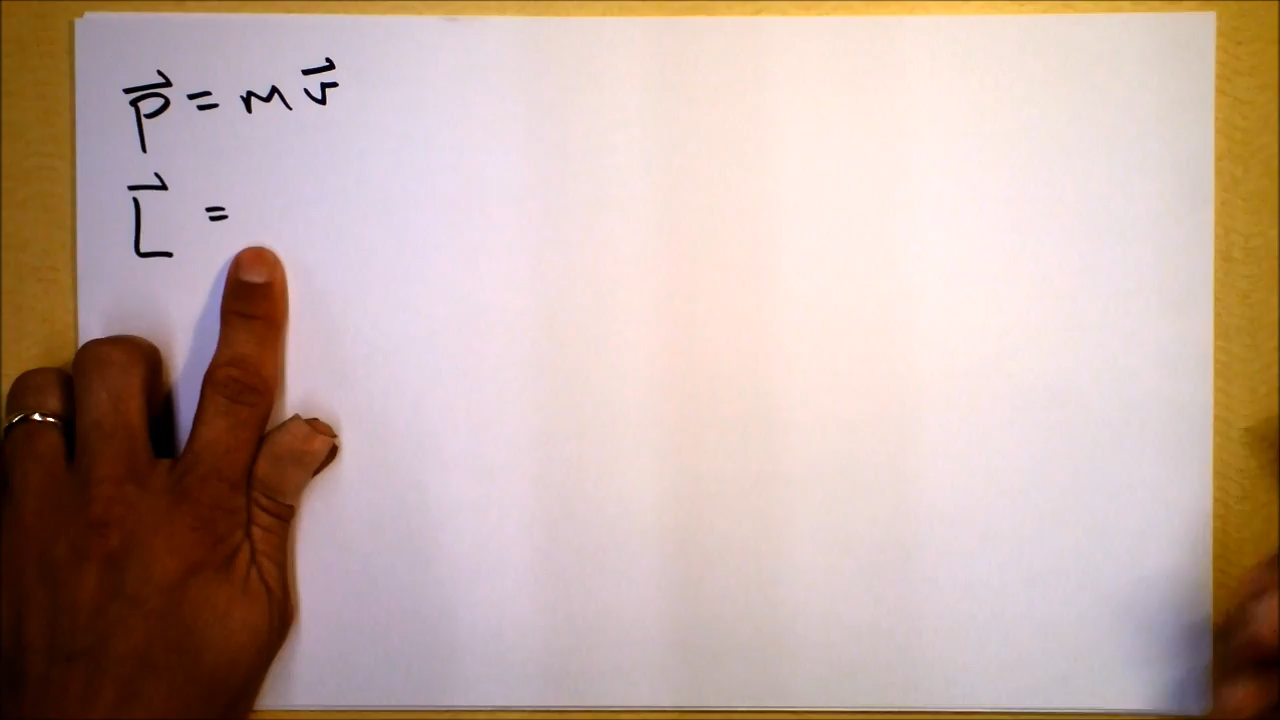 p⃗ = m v⃗
L⃗ =